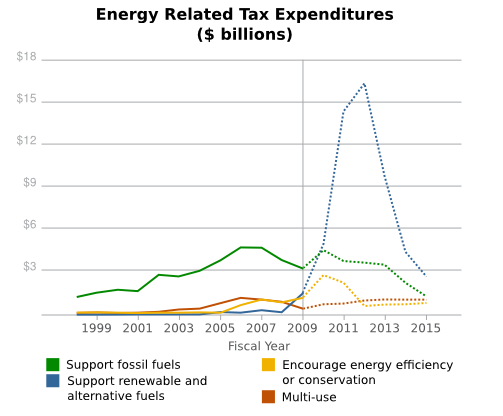 Energy Related Tax Expenditures
($ billions)
$18
$15
$12
$9
$6
$3
1999 2001 2003 2005 2007 2009 2011 2013 2015
Fiscal Year
Support fossil fuels
Support renewable and
alternative fuels
Encourage energy efficiency
or conservation
Multi-use